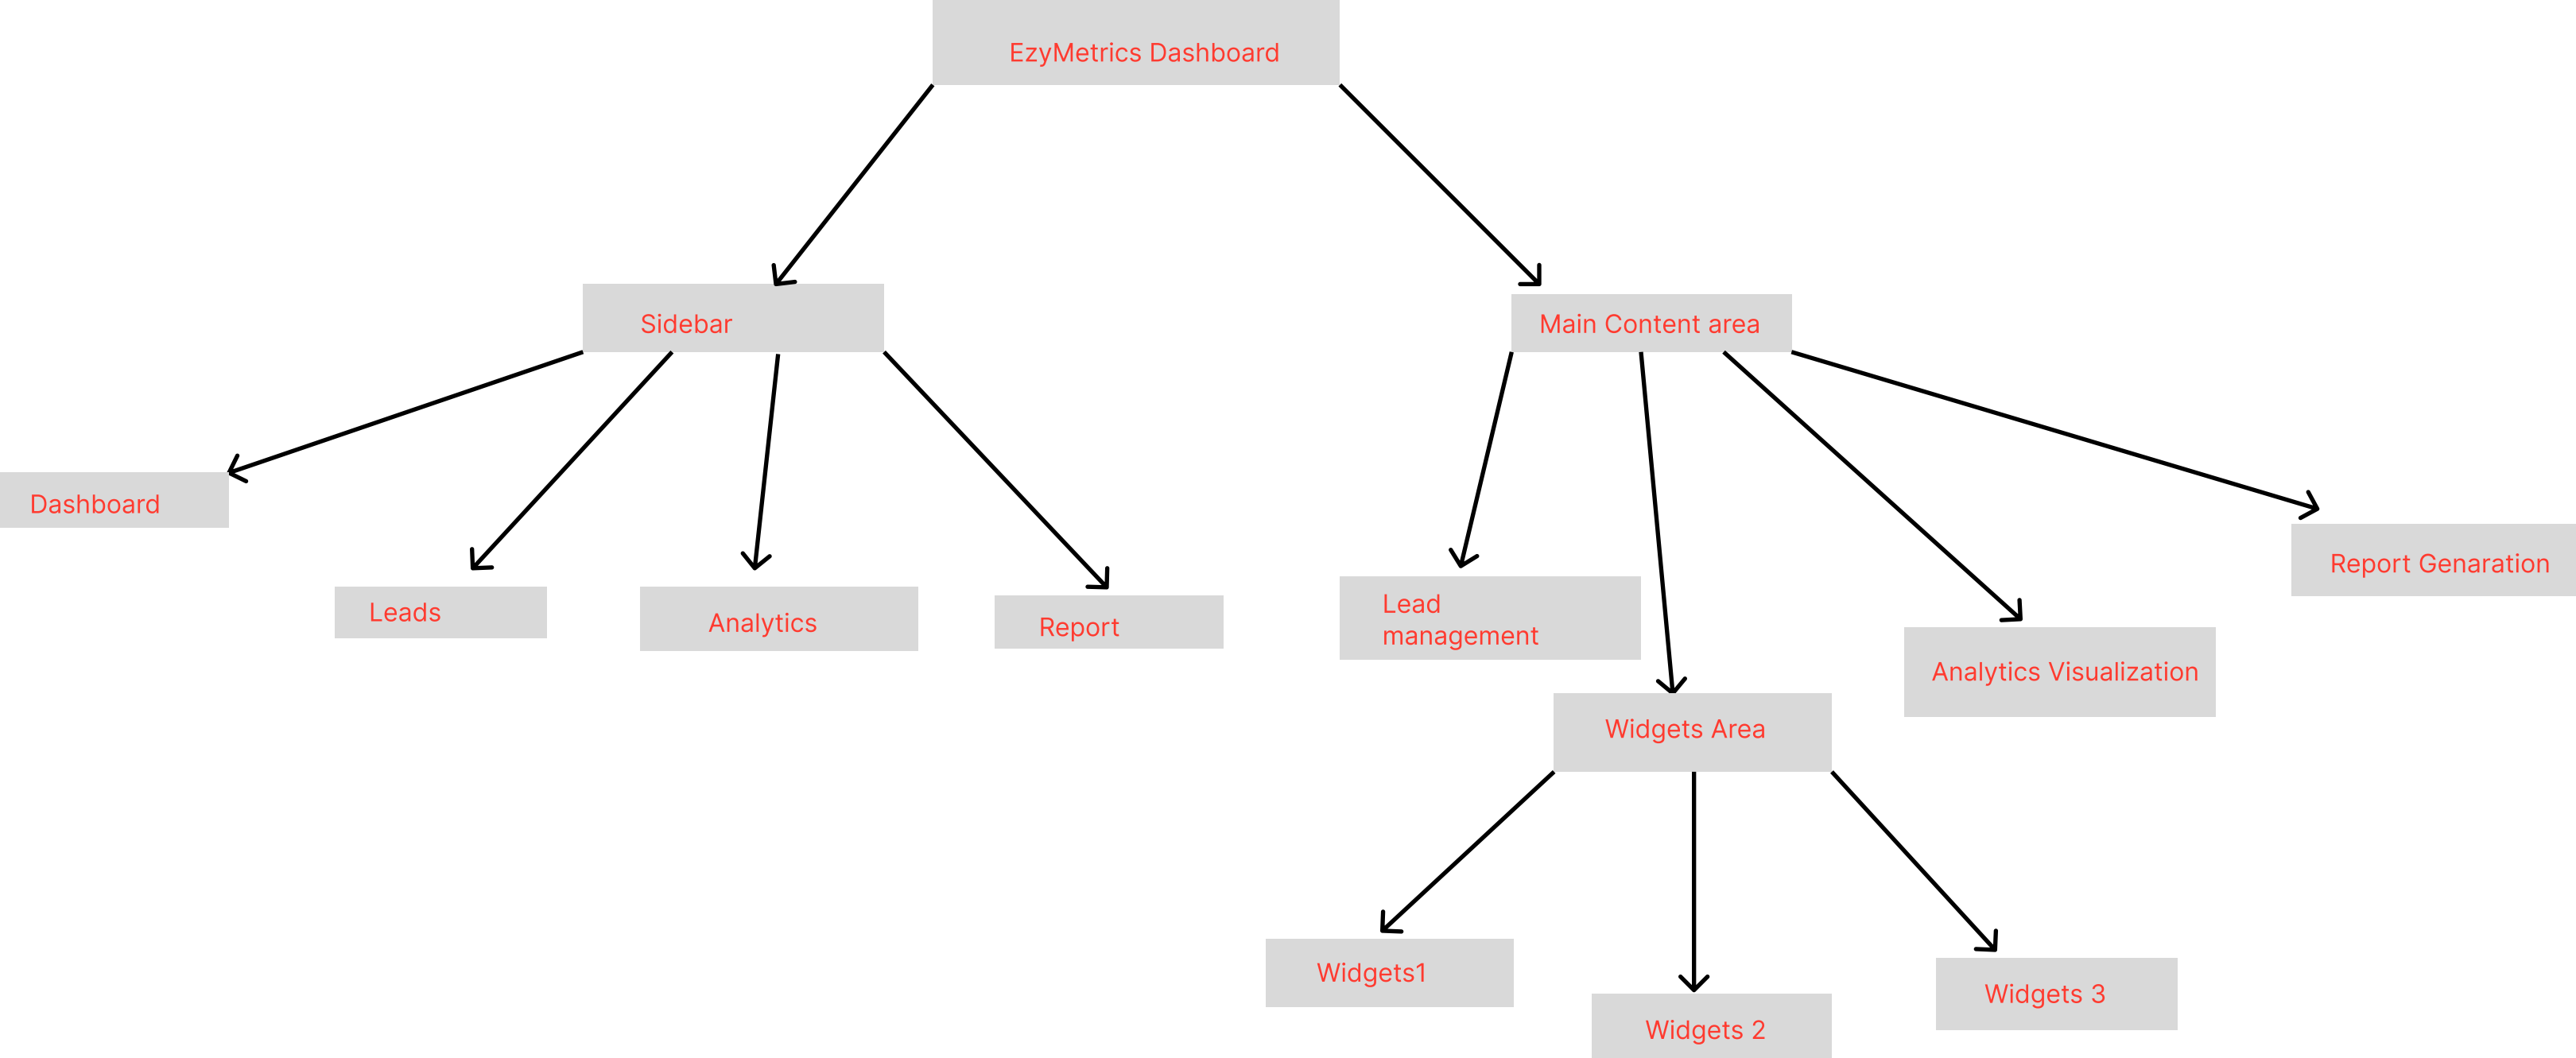 EzyMetrics Dashboard
Sidebar
Main Content area
Dashboard
Leads
Analytics
Report
Lead
management
Widgets Area
Analytics Visualization
Report Genaration
Widgets1
Widgets 2
Widgets 3